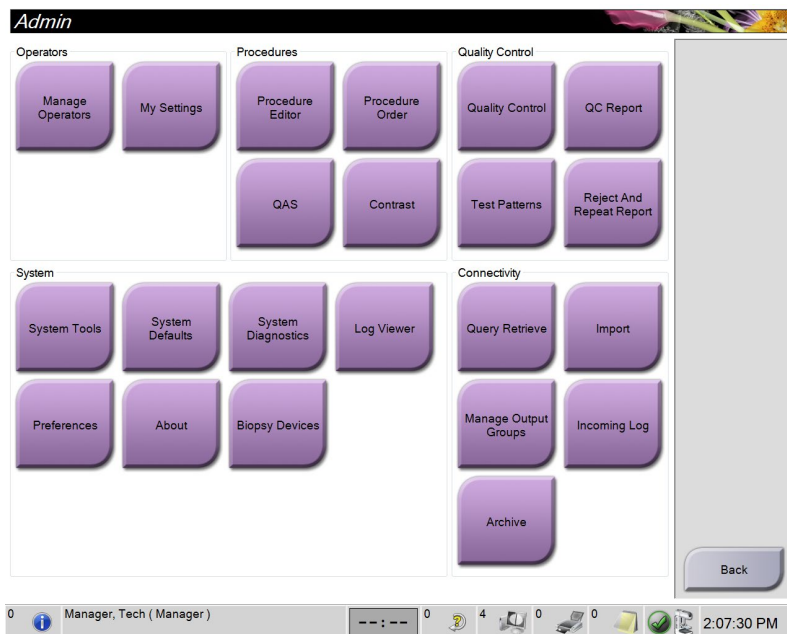 Admin
Operators
Manage
Operators
My Settings
Procedures
Procedure
Editor
Procedure
Order
QAS
Contrast
Quality Control
Quality Control
QC Report
Test Patterns
Reject And
Repeat Report
System
System Tools
System
Defaults
System
Diagnostics
Log Viewer
Preferences
About
Biopsy Devices
Connectivity
Query Retrieve
Import
Manage Output
Groups
Incoming Log
Archive
Back
0
Manager, Tech ( Manager )
--:--
0
4
0
0
2:07:30 PM